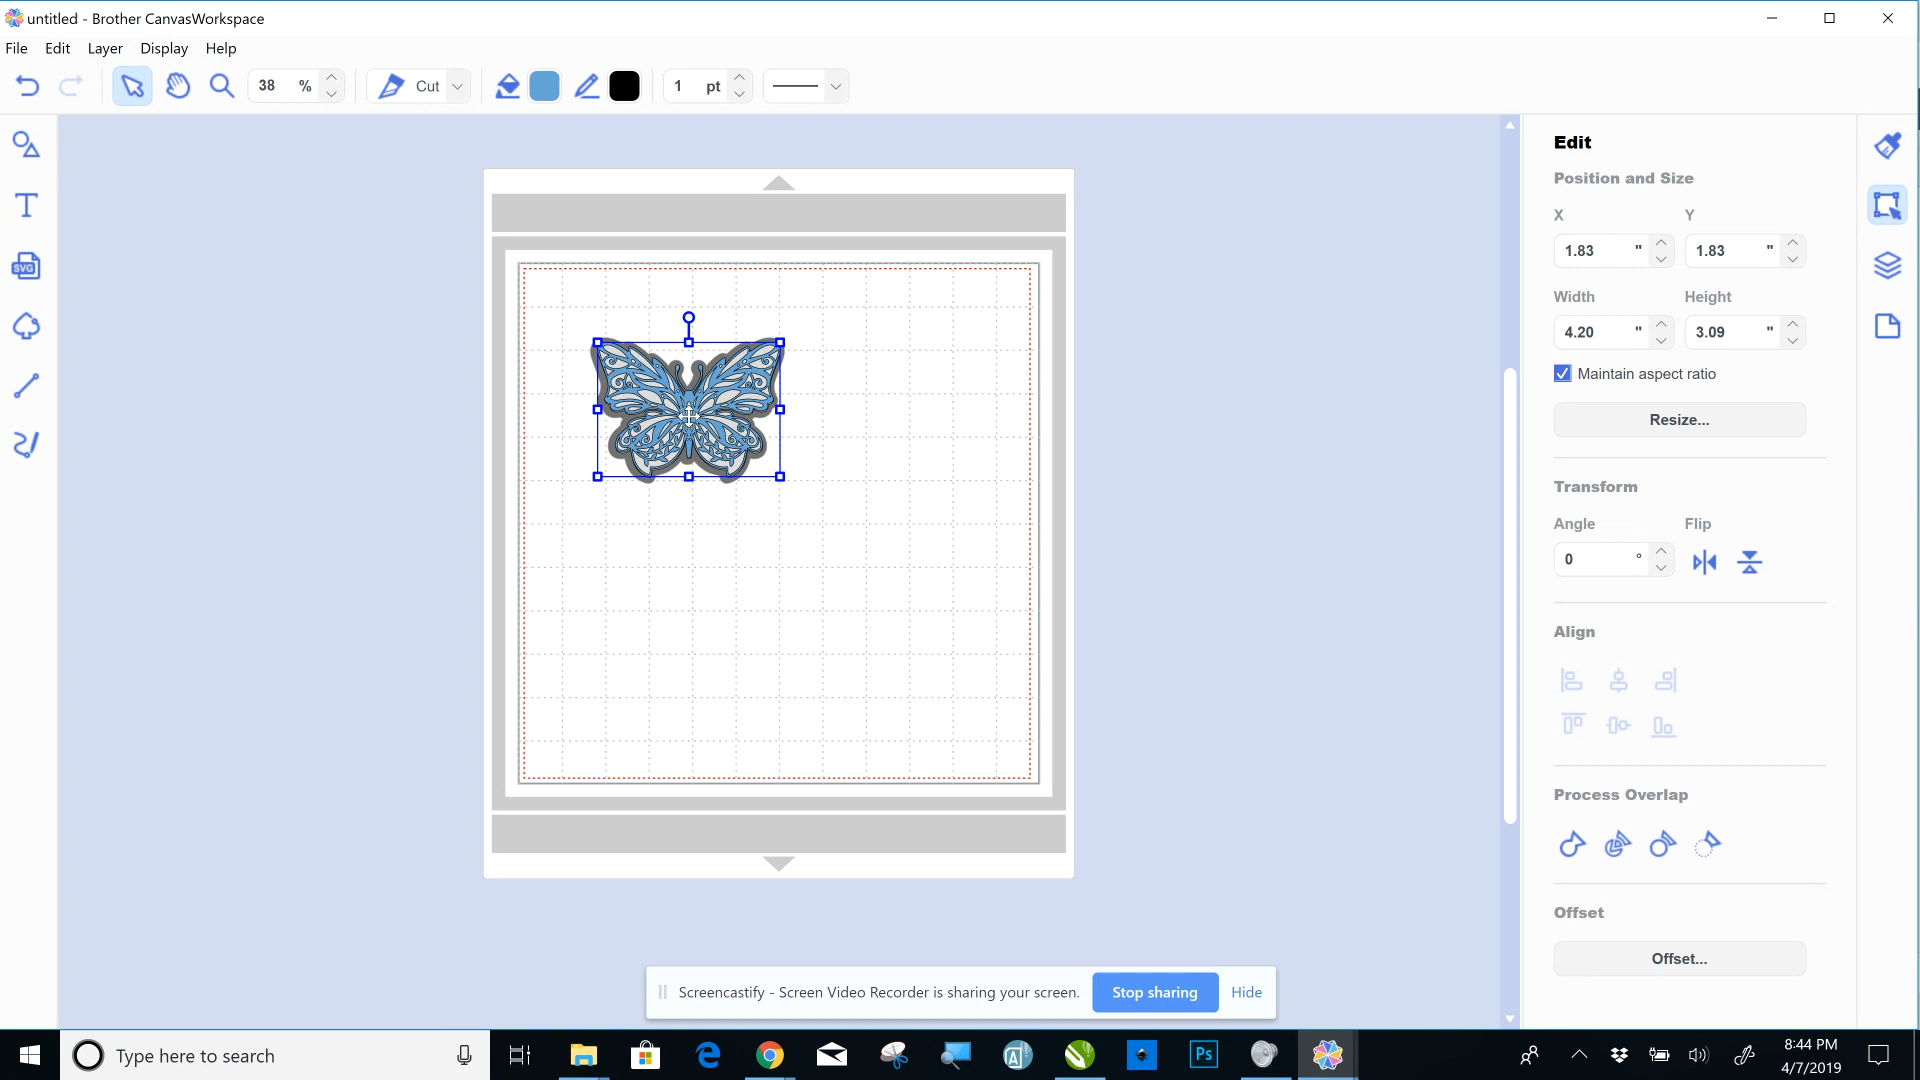 untitled - Brother CanvasWorkspace
File Edit Layer Display Help
38 % Cut 1 pt
SVG
Edit
Position and Size
X Y
1.83 " 1.83 "
Width Height
4.20 " 3.09 "
Maintain aspect ratio
Resize...
Transform
Angle Flip
0 °
Align
Process Overlap
Offset
Offset...
Screencastify - Screen Video Recorder is sharing your screen. Stop sharing Hide
Type here to search
Ps
8:44 PM
4/7/2019